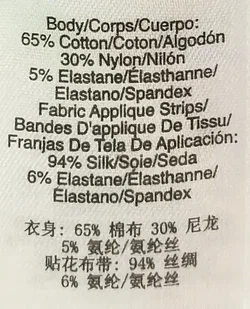 Body/Corps/Cuerpo:
65% Cotton/Coton/Algodón
30% Nylon/Nilón
5% Elastane/Élasthanne/
Elastano/Spandex
Fabric Applique Strips/
Bandes D'applique De Tissu/
Franjas De Tela De Aplicación:
94% Silk/Soie/Seda
6% Elastane/Élasthanne/
Elastano/Spandex
衣身: 65% 棉布 30% 尼龙
5% 氨纶/氨纶丝
贴花布带: 94% 丝绸
6% 氨纶/氨纶丝